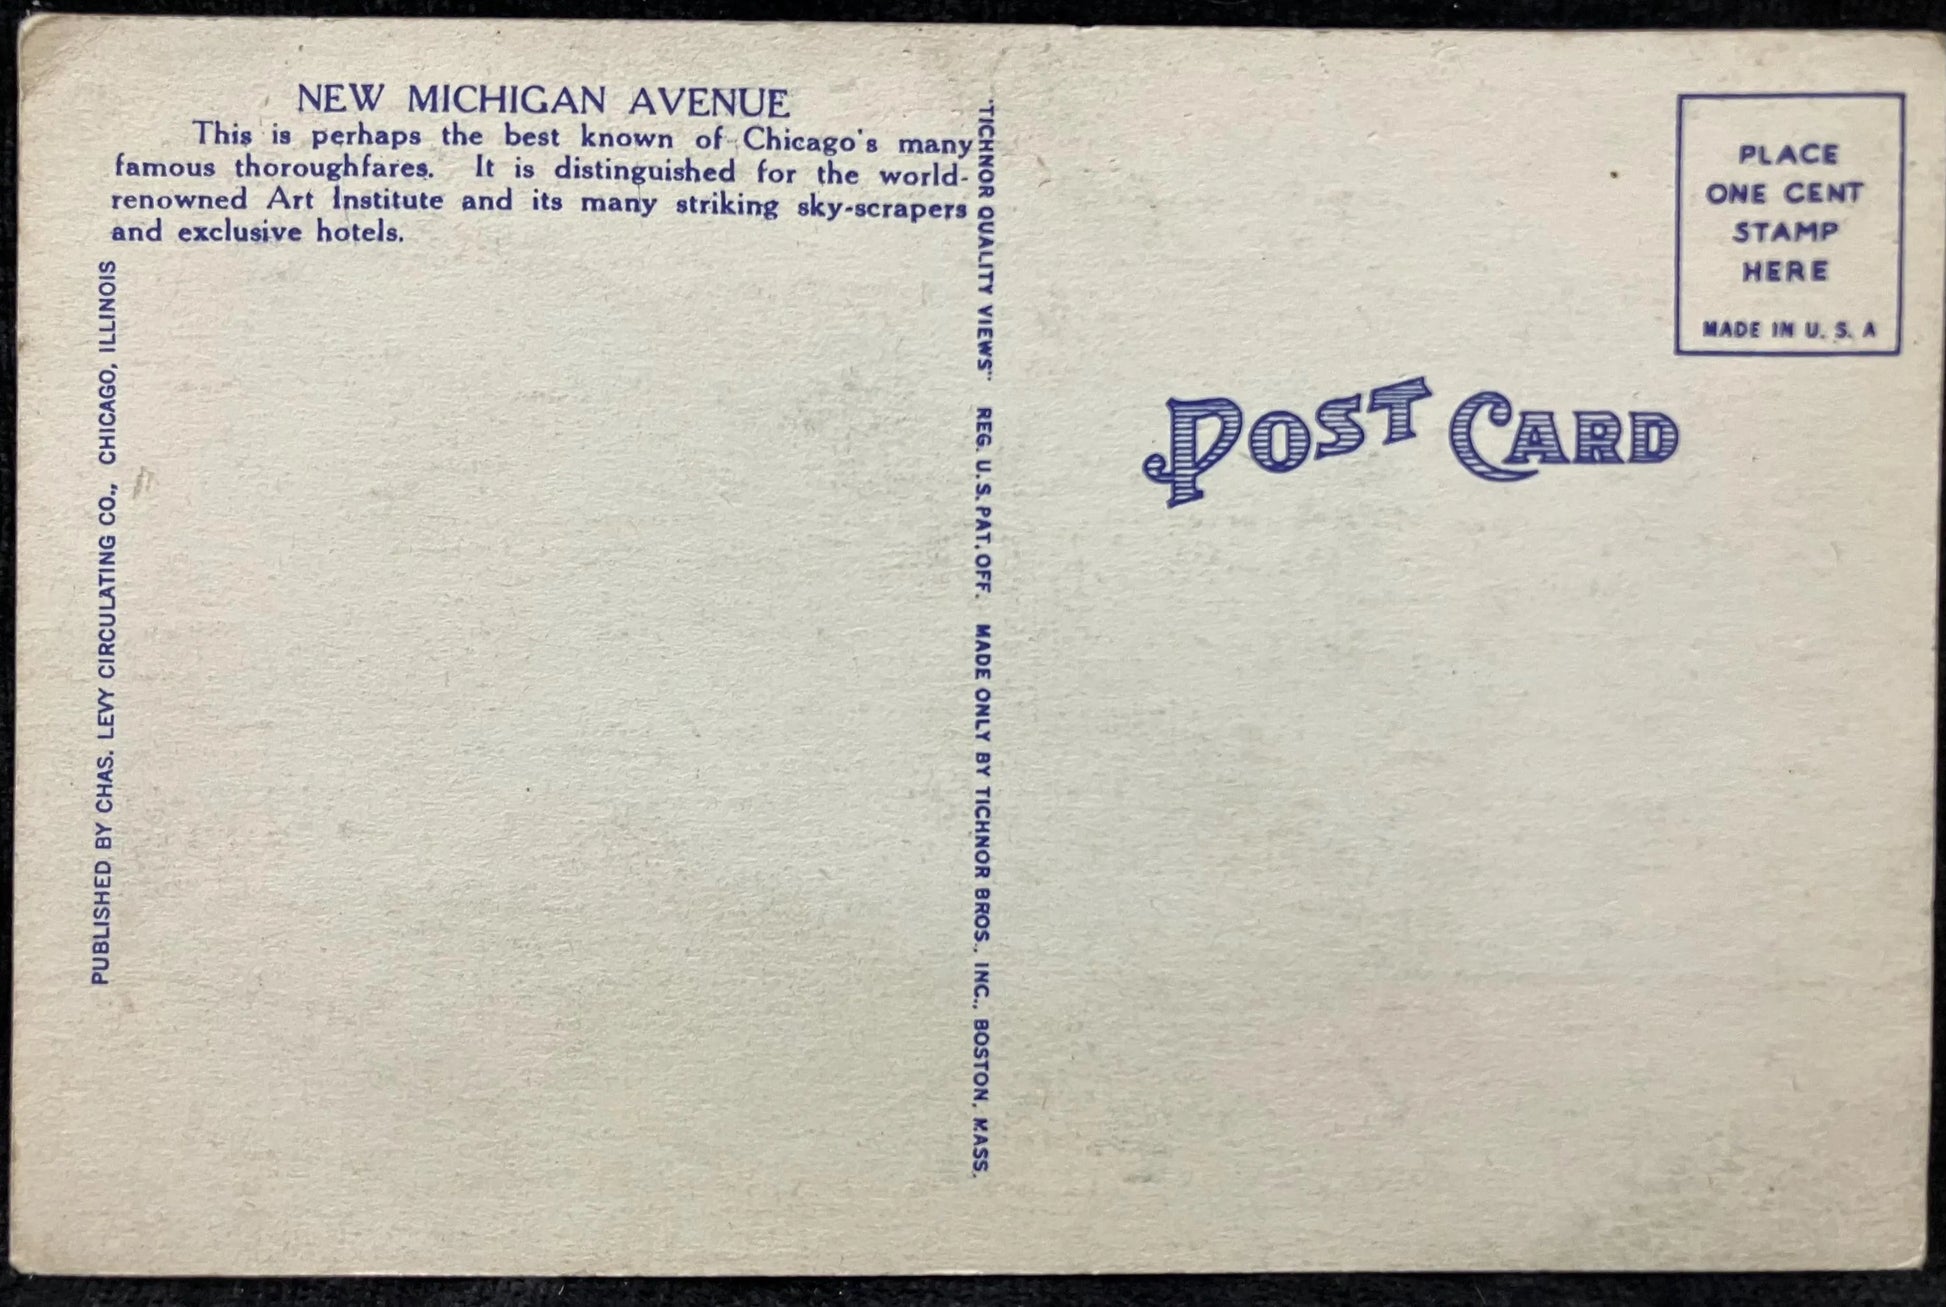 NEW MICHIGAN AVENUE
This is perhaps the best known of Chicago's many
famous thoroughfares. It is distinguished for the world-
renowned Art Institute and its many striking sky-scrapers
and exclusive hotels.
PUBLISHED BY CHAS. LEVY CIRCULATING CO., CHICAGO, ILLINOIS
"TICHNOR QUALITY VIEWS" REG. U.S. PAT. OFF. MADE ONLY BY TICHNOR BROS., INC., BOSTON, MASS.
PLACE
ONE CENT
STAMP
HERE
MADE IN U. S. A
POST CARD